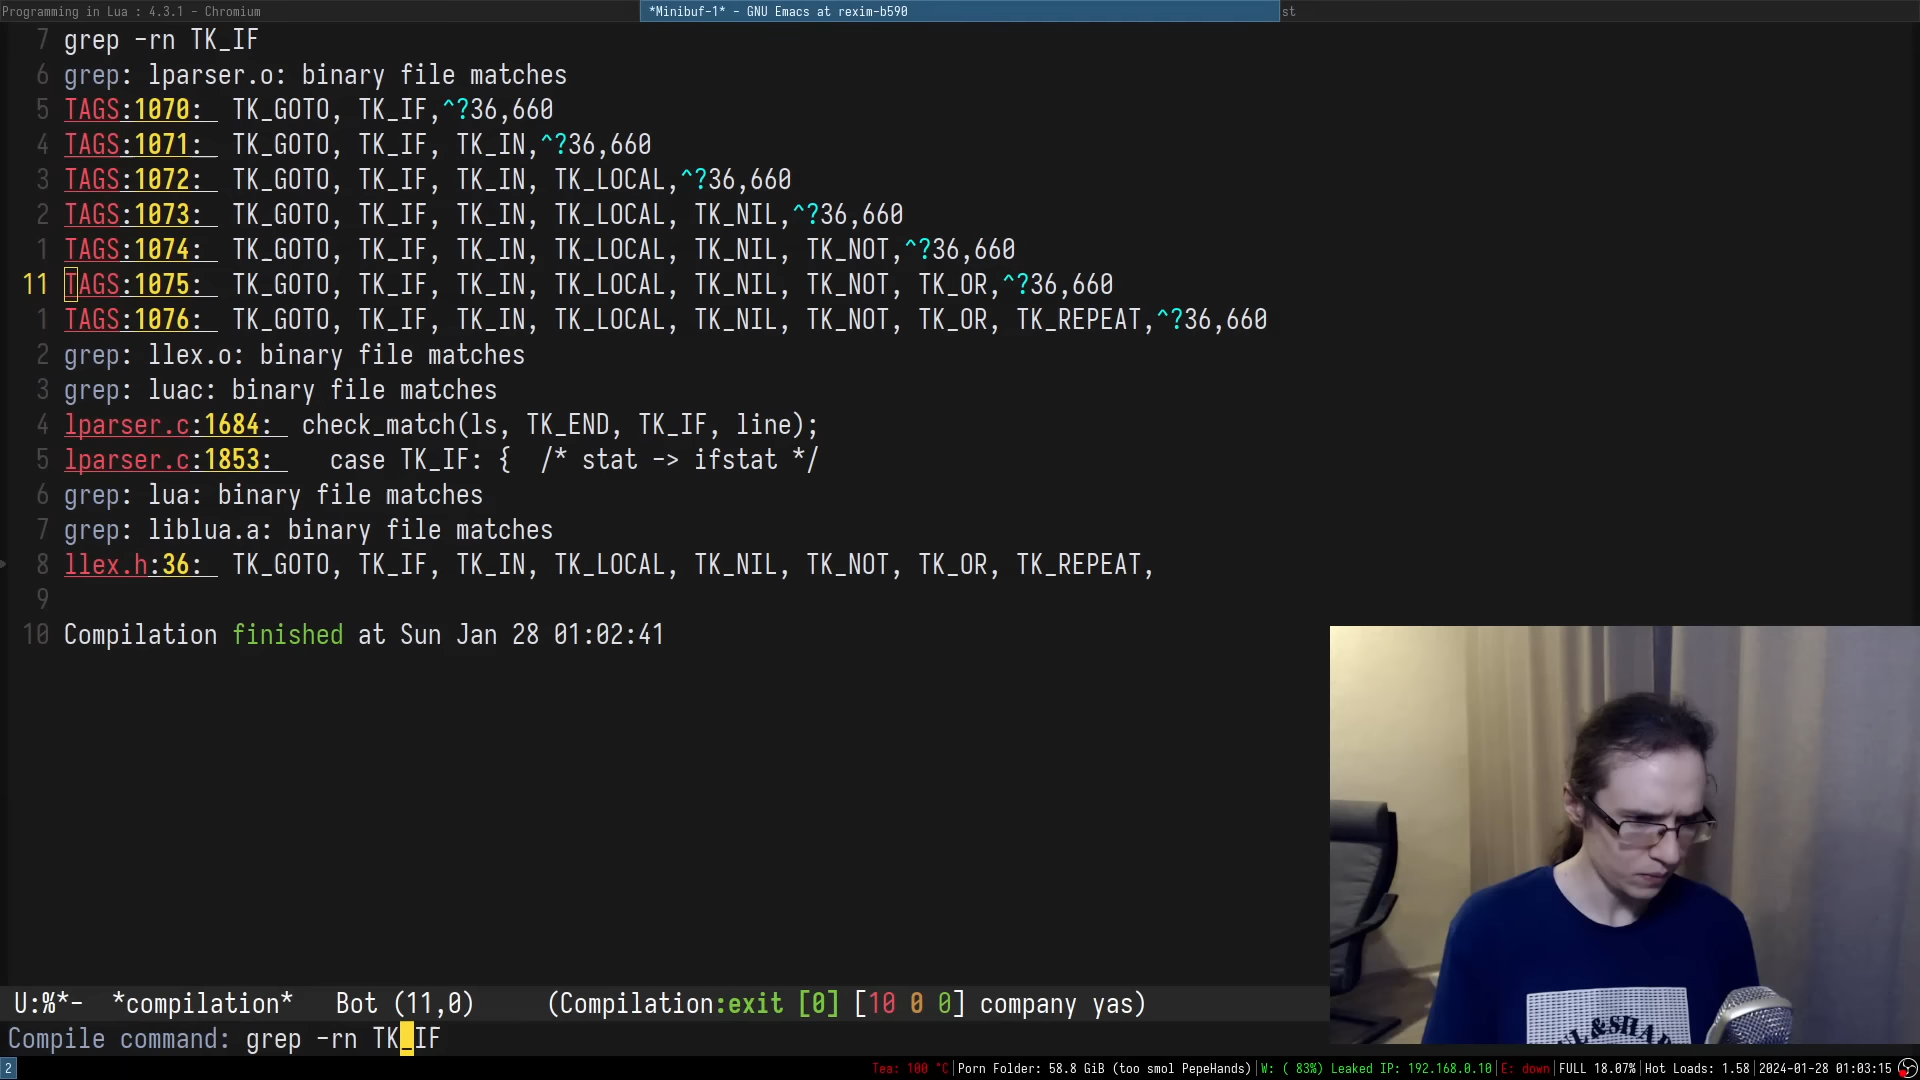 Programming in Lua : 4.3.1 - Chromium
*Minibuf-1* - GNU Emacs at rexim-b590
st
7 grep -rn TK_IF
6 grep: lparser.o: binary file matches
5 TAGS:1070:  TK_GOTO, TK_IF,^?36,660
4 TAGS:1071:  TK_GOTO, TK_IF, TK_IN,^?36,660
3 TAGS:1072:  TK_GOTO, TK_IF, TK_IN, TK_LOCAL,^?36,660
2 TAGS:1073:  TK_GOTO, TK_IF, TK_IN, TK_LOCAL, TK_NIL,^?36,660
1 TAGS:1074:  TK_GOTO, TK_IF, TK_IN, TK_LOCAL, TK_NIL, TK_NOT,^?36,660
11 TAGS:1075:  TK_GOTO, TK_IF, TK_IN, TK_LOCAL, TK_NIL, TK_NOT, TK_OR,^?36,660
1 TAGS:1076:  TK_GOTO, TK_IF, TK_IN, TK_LOCAL, TK_NIL, TK_NOT, TK_OR, TK_REPEAT,^?36,660
2 grep: llex.o: binary file matches
3 grep: luac: binary file matches
4 lparser.c:1684:  check_match(ls, TK_END, TK_IF, line);
5 lparser.c:1853:    case TK_IF: {  /* stat -> ifstat */
6 grep: lua: binary file matches
7 grep: liblua.a: binary file matches
8 llex.h:36:  TK_GOTO, TK_IF, TK_IN, TK_LOCAL, TK_NIL, TK_NOT, TK_OR, TK_REPEAT,
9
10 Compilation finished at Sun Jan 28 01:02:41
U:%*-  *compilation*   Bot (11,0)     (Compilation:exit [0] [10 0 0] company yas)
Compile command: grep -rn TK_IF
2
Tea: 100 °C|Porn Folder: 58.8 GiB (too smol PepeHands)|W: ( 83%) Leaked IP: 192.168.0.10|E: down|FULL 18.07%|Hot Loads: 1.58|2024-01-28 01:03:15